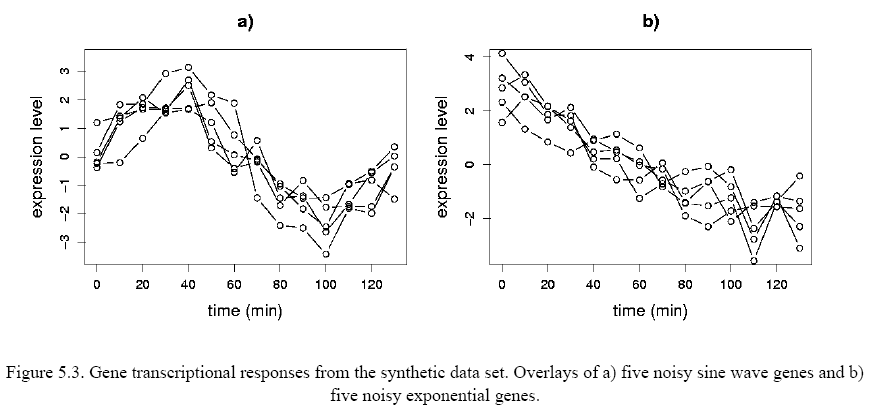 a)
b)
expression level
3
2
1
0
-1
-2
-3
0 20 40 60 80 100 120
time (min)
expression level
4
2
0
-2
0 20 40 60 80 100 120
time (min)
Figure 5.3. Gene transcriptional responses from the synthetic data set. Overlays of a) five noisy sine wave genes and b)
five noisy exponential genes.